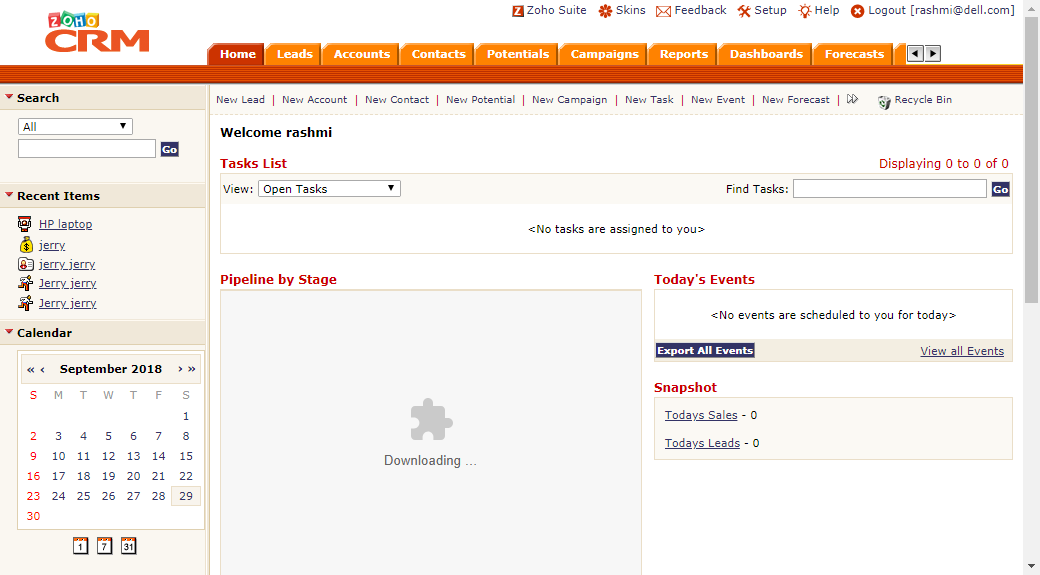 ZOHO
CRM
Zoho Suite Skins Feedback Setup Help Logout [rashmi@dell.com]
Home Leads Accounts Contacts Potentials Campaigns Reports Dashboards Forecasts
Search
All
Go
Recent Items
HP laptop
jerry
jerry jerry
Jerry jerry
Jerry jerry
Calendar
« ‹ September 2018 › »
S M T W T F S
1
2 3 4 5 6 7 8
9 10 11 12 13 14 15
16 17 18 19 20 21 22
23 24 25 26 27 28 29
30
1 7 31
New Lead | New Account | New Contact | New Potential | New Campaign | New Task | New Event | New Forecast | Recycle Bin
Welcome rashmi
Tasks List Displaying 0 to 0 of 0
View: Open Tasks Find Tasks: Go
<No tasks are assigned to you>
Pipeline by Stage
Downloading ...
Today's Events
<No events are scheduled to you for today>
Export All Events View all Events
Snapshot
Todays Sales - 0
Todays Leads - 0